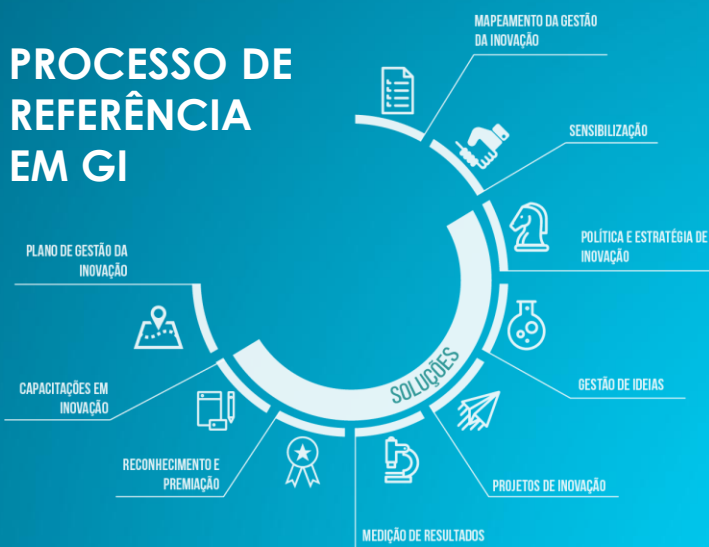 PROCESSO DE
REFERÊNCIA
EM GI
MAPEAMENTO DA GESTÃO
DA INOVAÇÃO
SENSIBILIZAÇÃO
POLÍTICA E ESTRATÉGIA DE
INOVAÇÃO
GESTÃO DE IDEIAS
PROJETOS DE INOVAÇÃO
MEDIÇÃO DE RESULTADOS
RECONHECIMENTO E
PREMIAÇÃO
CAPACITAÇÕES EM
INOVAÇÃO
PLANO DE GESTÃO DA
INOVAÇÃO
SOLUÇÕES